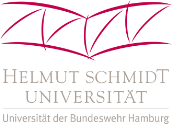 HELMUT SCHMIDT
UNIVERSITÄT
Universität der Bundeswehr Hamburg